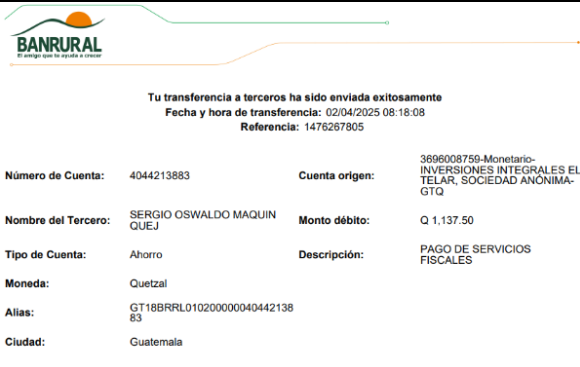 BANRURAL
El amigo que te ayuda a crecer
Tu transferencia a terceros ha sido enviada exitosamente
Fecha y hora de transferencia: 02/04/2025 08:18:08
Referencia: 1476267805
Número de Cuenta: 4044213883
Cuenta origen: 3696008759-Monetario-
INVERSIONES INTEGRALES EL
TELAR, SOCIEDAD ANÓNIMA-
GTQ
Nombre del Tercero: SERGIO OSWALDO MAQUIN
QUEJ
Monto débito: Q 1,137.50
Tipo de Cuenta: Ahorro
Descripción: PAGO DE SERVICIOS
FISCALES
Moneda: Quetzal
Alias: GT18BRRL010200000040442138
83
Ciudad: Guatemala